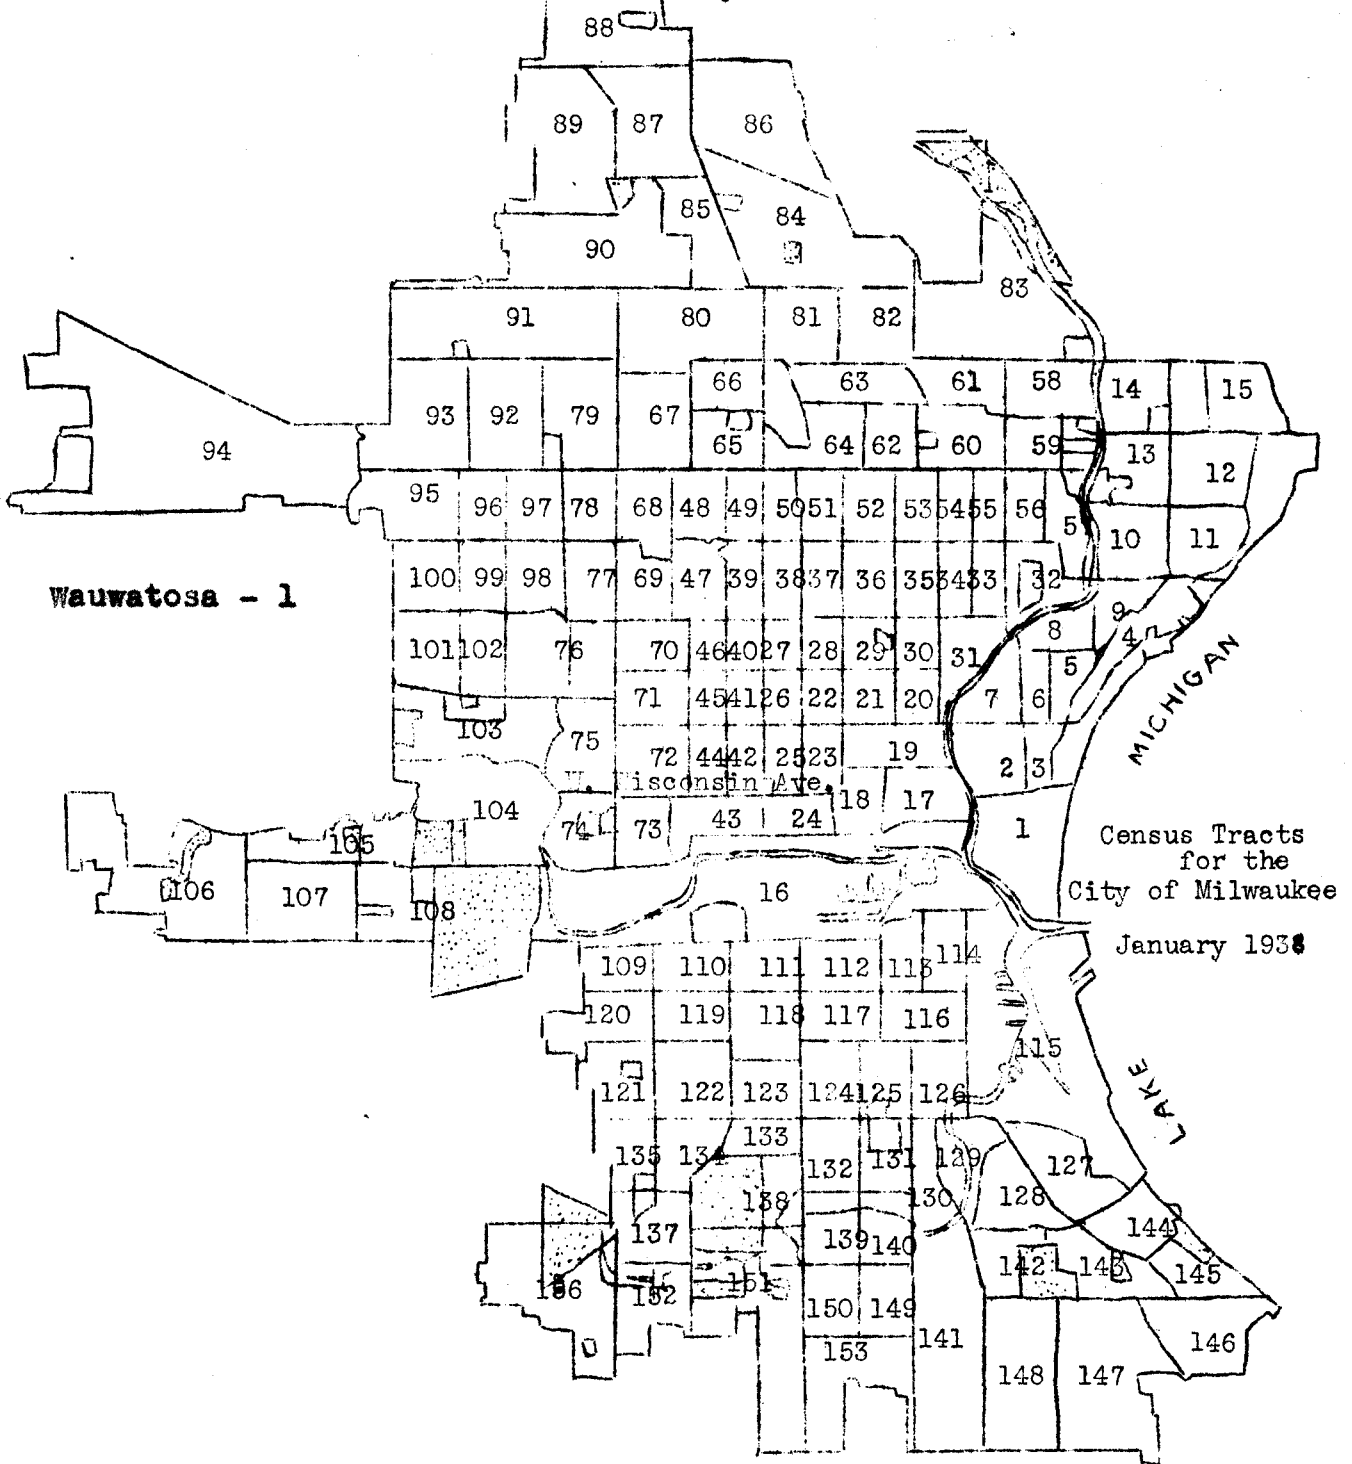 88
89 87 86
85 84
90
83
91 80 81 82
66 63 61 58 14 15
93 92 79 67
94 65 64 62 60 59 13 12
95 96 97 78 68 48 49 50 51 52 53 54 55 56 5 10 11
100 99 98 77 69 47 39 38 37 36 35 34 33 32
Wauwatosa - 1
9
8 4
101 102 76 70 46 40 27 28 29 30 31 5
71 45 41 26 22 21 20 7 6
MICHIGAN
103 75
72 44 42 25 23 19 2 3
W. Wisconsin Ave.
104 74 73 43 24 18 17 1
105
Census Tracts
for the
City of Milwaukee
106 107 108 16
January 1938
109 110 111 112 113 114
120 119 118 117 116
115
LAKE
121 122 123 124 125 126
133
135 134 132 131 129 127
138 130 128
137 139 140 144
142 143 145
136 152 151
150 149
153 141 146
148 147